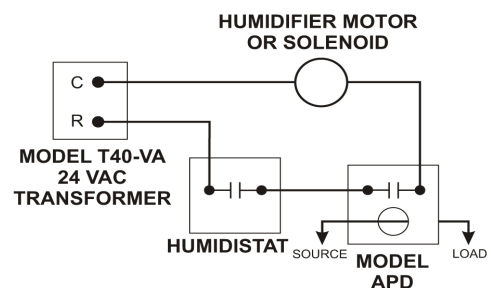 HUMIDIFIER MOTOR
OR SOLENOID
C
R
MODEL T40-VA
24 VAC
TRANSFORMER
HUMIDISTAT
SOURCE
LOAD
MODEL
APD